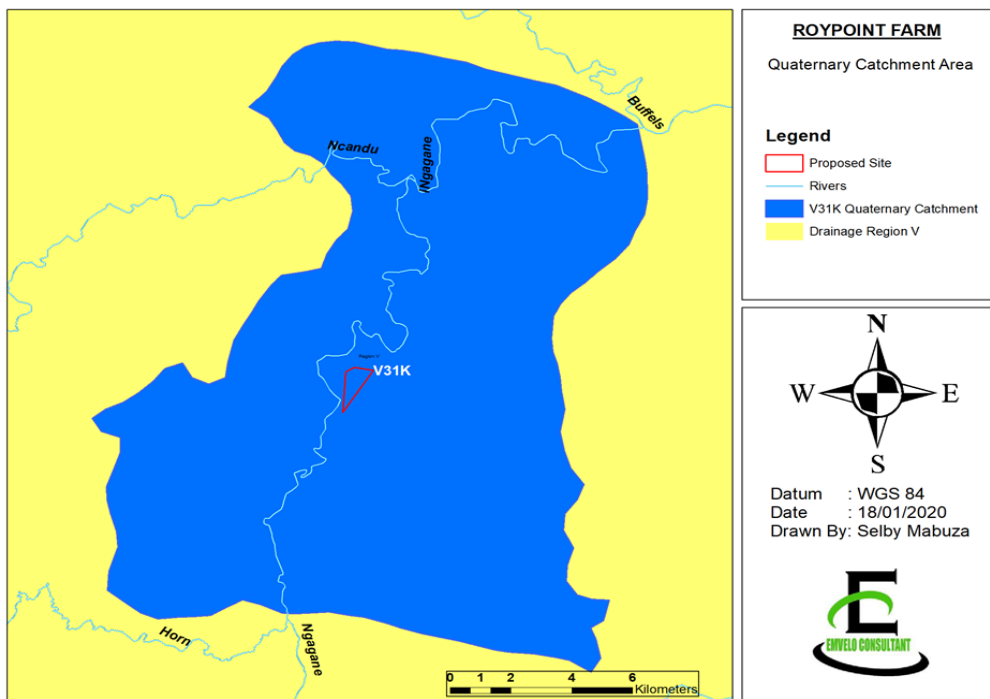 Buffels
Ncandu
INgagane
Region V
V31K
Horn
Ngagane
0 1 2 4 6
Kilometers
ROYPOINT FARM
Quaternary Catchment Area
Legend
Proposed Site
Rivers
V31K Quaternary Catchment
Drainage Region V
N
W E
S
Datum : WGS 84
Date : 18/01/2020
Drawn By: Selby Mabuza
E
EMVELO CONSULTANT